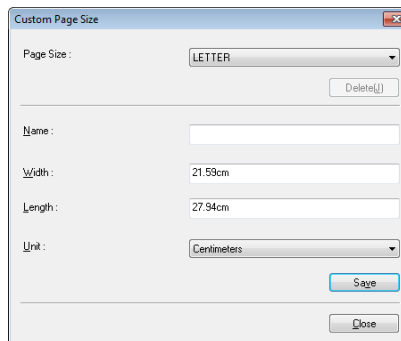 Custom Page Size
Page Size :
LETTER
Delete(J)
Name :
Width :
21.59cm
Length :
27.94cm
Unit :
Centimeters
Save
Close